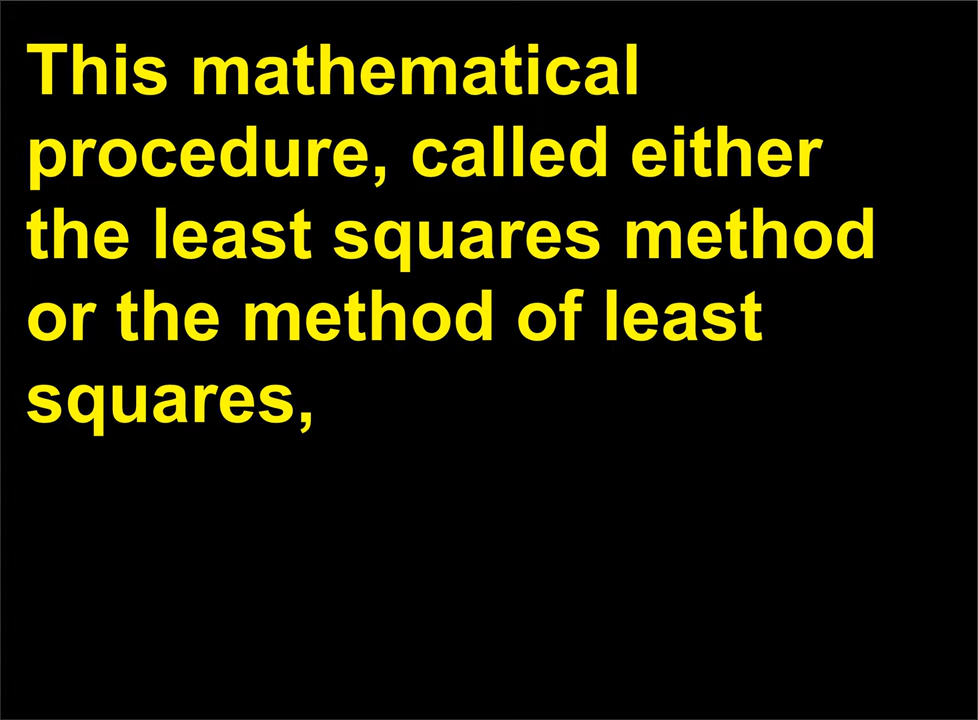 This mathematical
procedure, called either
the least squares method
or the method of least
squares,